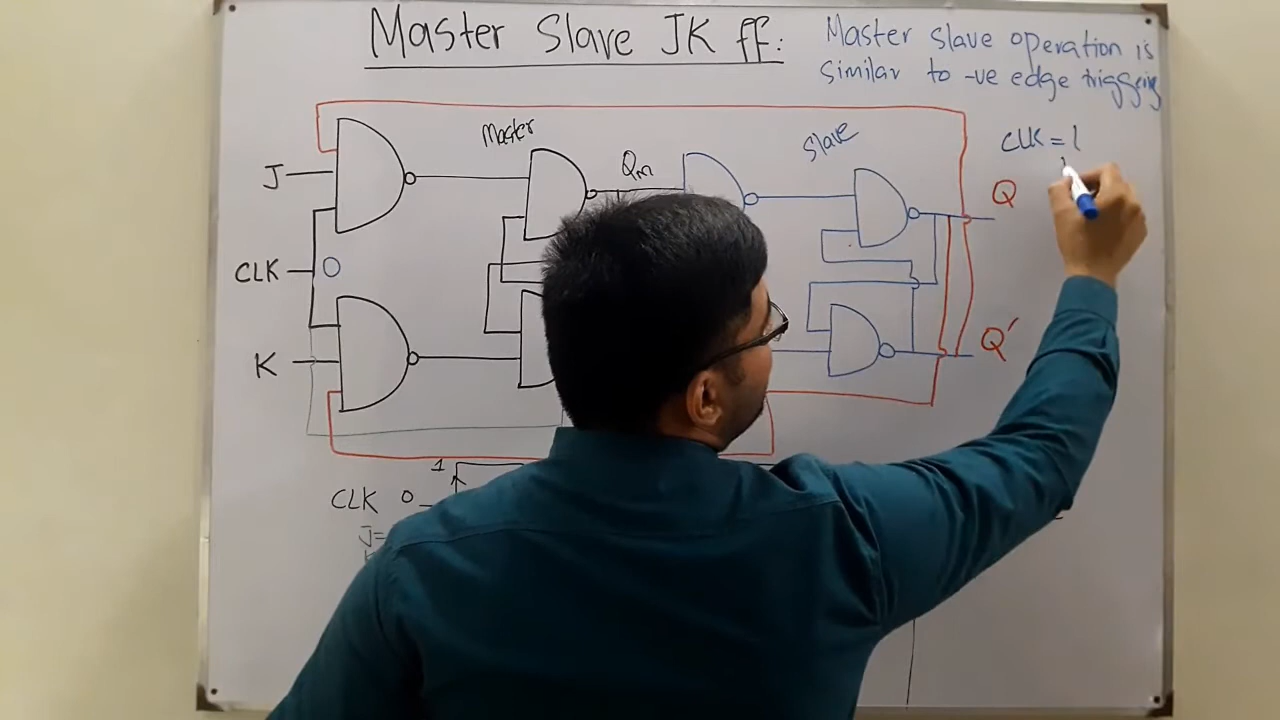 Master Slave JK ff:
Master slave operation is
similar to -ve edge triggering
Master
Slave
CLK = 1
J
Qm
Q
CLK
0
K
Q'
1
CLK 0
J=